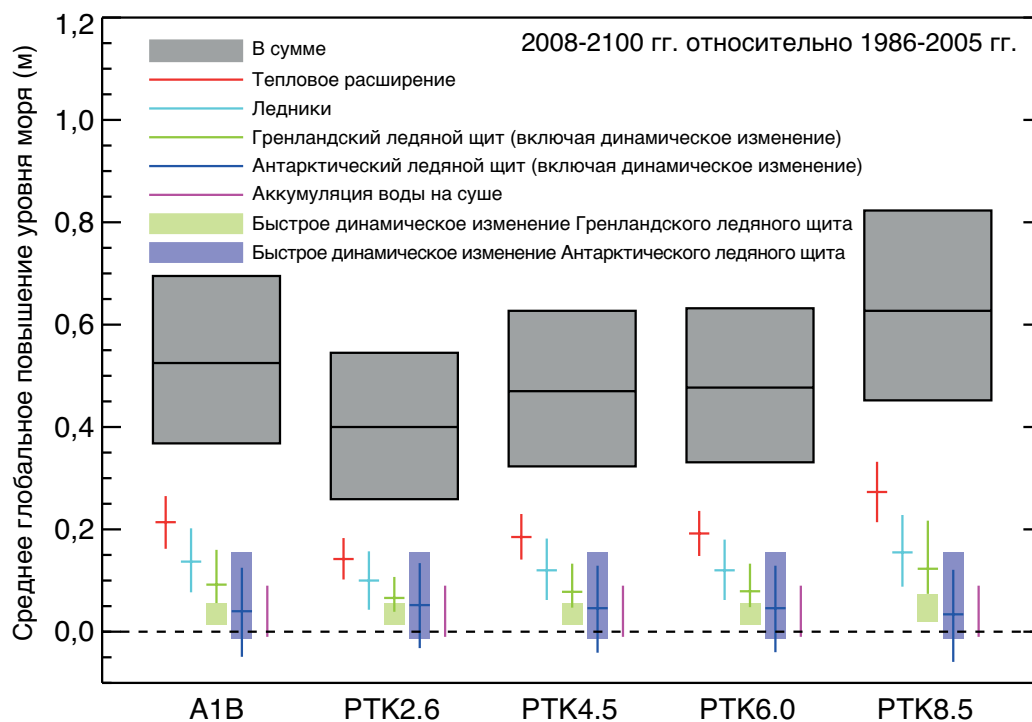 Среднее глобальное повышение уровня моря (м)
1,2
1,0
0,8
0,6
0,4
0,2
0,0
2008-2100 гг. относительно 1986-2005 гг.
В сумме
Тепловое расширение
Ледники
Гренландский ледяной щит (включая динамическое изменение)
Антарктический ледяной щит (включая динамическое изменение)
Аккумуляция воды на суше
Быстрое динамическое изменение Гренландского ледяного щита
Быстрое динамическое изменение Антарктического ледяного щита
A1B
РТК2.6
РТК4.5
РТК6.0
РТК8.5